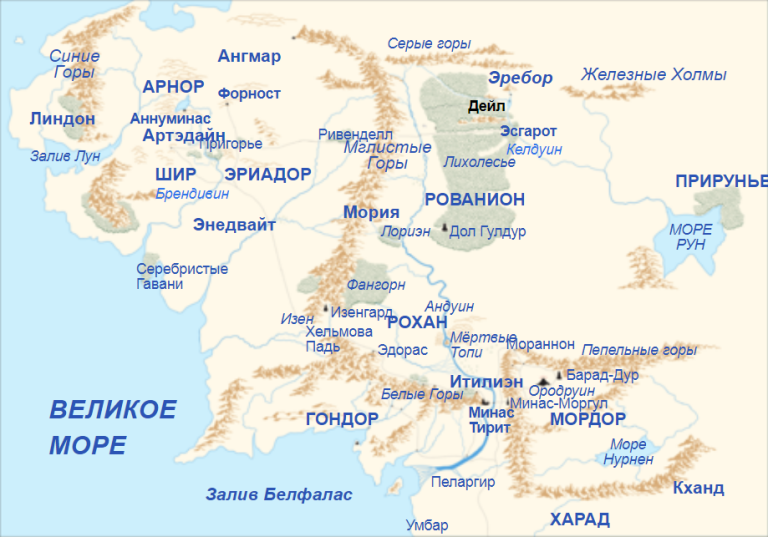 Серые горы
Синие
Горы
Ангмар
Эребор
Железные Холмы
АРНОР
Форност
Дейл
Линдон
Аннуминас
Артэдайн
Пригорье
Ривенделл
Эсгарот
Келдуин
Залив Лун
Мглистые
Горы
Лихолесье
ШИР
ЭРИАДОР
ПРИРУНЬЕ
Брендивин
РОВАНИОН
Энедвайт
Мория
Лориэн
Дол Гулдур
МОРЕ
РУН
Серебристые
Гавани
Фангорн
Изен
Изенгард
Андуин
РОХАН
Хельмова
Падь
Эдорас
Мёртвые
Топи
Мораннон
Пепельные горы
Барад-Дур
Итилиэн
Ородруин
Белые Горы
Минас-Моргул
ВЕЛИКОЕ
МОРЕ
ГОНДОР
Минас
Тирит
МОРДОР
Море
Нурнен
Залив Белфалас
Пеларгир
Кханд
Умбар
ХАРАД